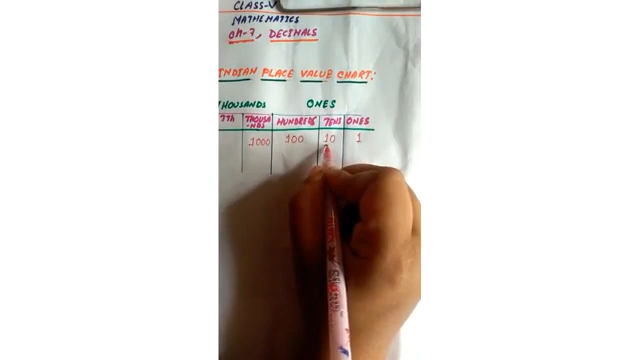 CLASS-V
MATHEMATICS
CH-7, DECIMALS
INDIAN PLACE VALUE CHART:
THOUSANDS ONES
TTh THOUSA-NDS HUNDREDS TENS ONES
1000 100 10 1